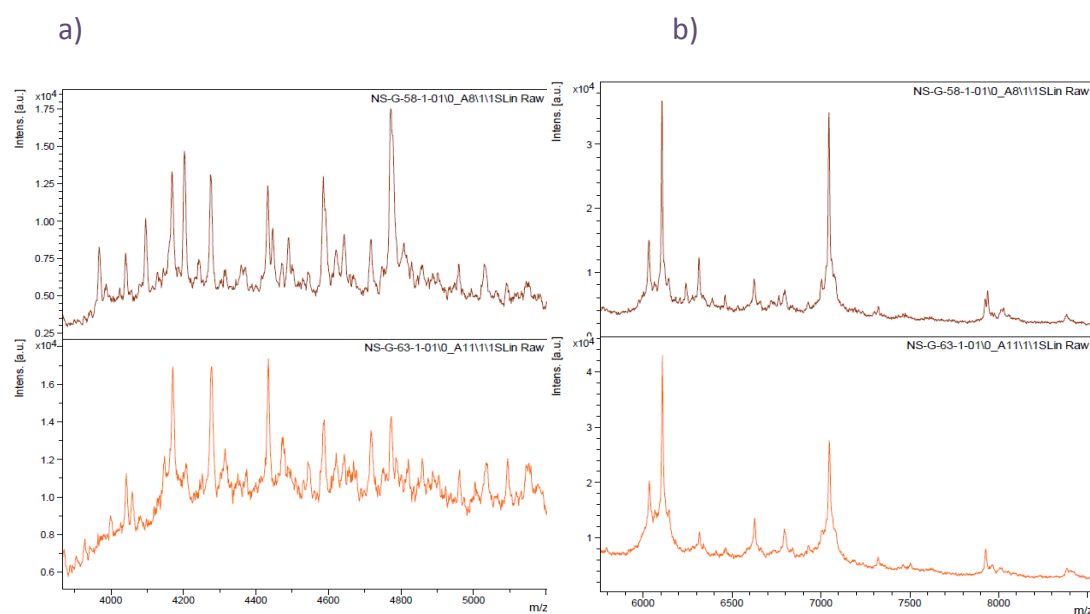 a)
b)
NS-G-58-1-01\0_A8\1\1SLin Raw
Intens. [a.u.]
x10⁴
1.75
1.50
1.25
1.00
0.75
0.50
0.25
NS-G-63-1-01\0_A11\1\1SLin Raw
Intens. [a.u.]
x10⁴
1.6
1.4
1.2
1.0
0.8
0.6
4000 4200 4400 4600 4800 5000
m/z
NS-G-58-1-01\0_A8\1\1SLin Raw
Intens. [a.u.]
x10⁴
3
2
1
0
NS-G-63-1-01\0_A11\1\1SLin Raw
Intens. [a.u.]
x10⁴
4
3
2
1
6000 6500 7000 7500 8000
m/z